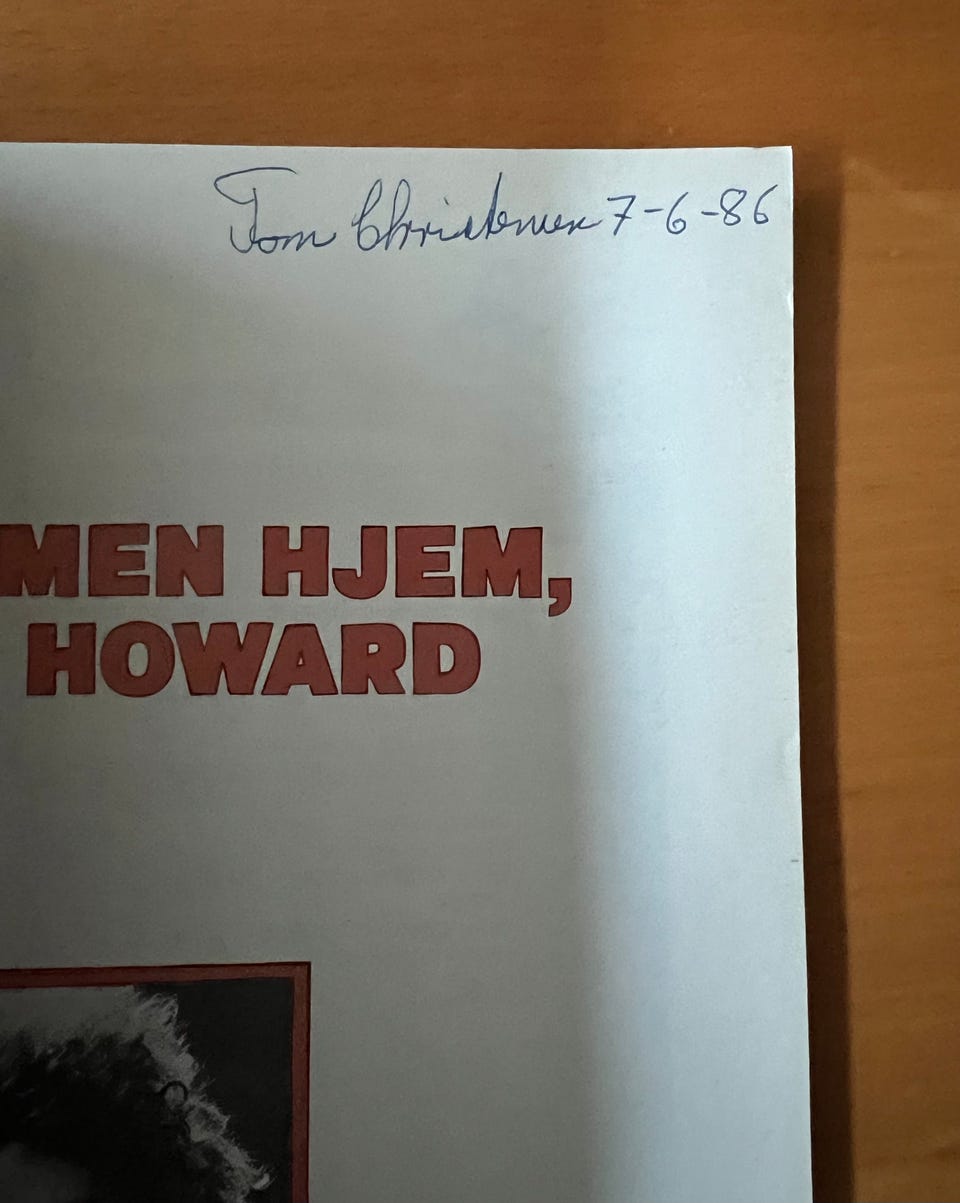 Tom Christensen 7-6-86
MEN HJEM,
HOWARD